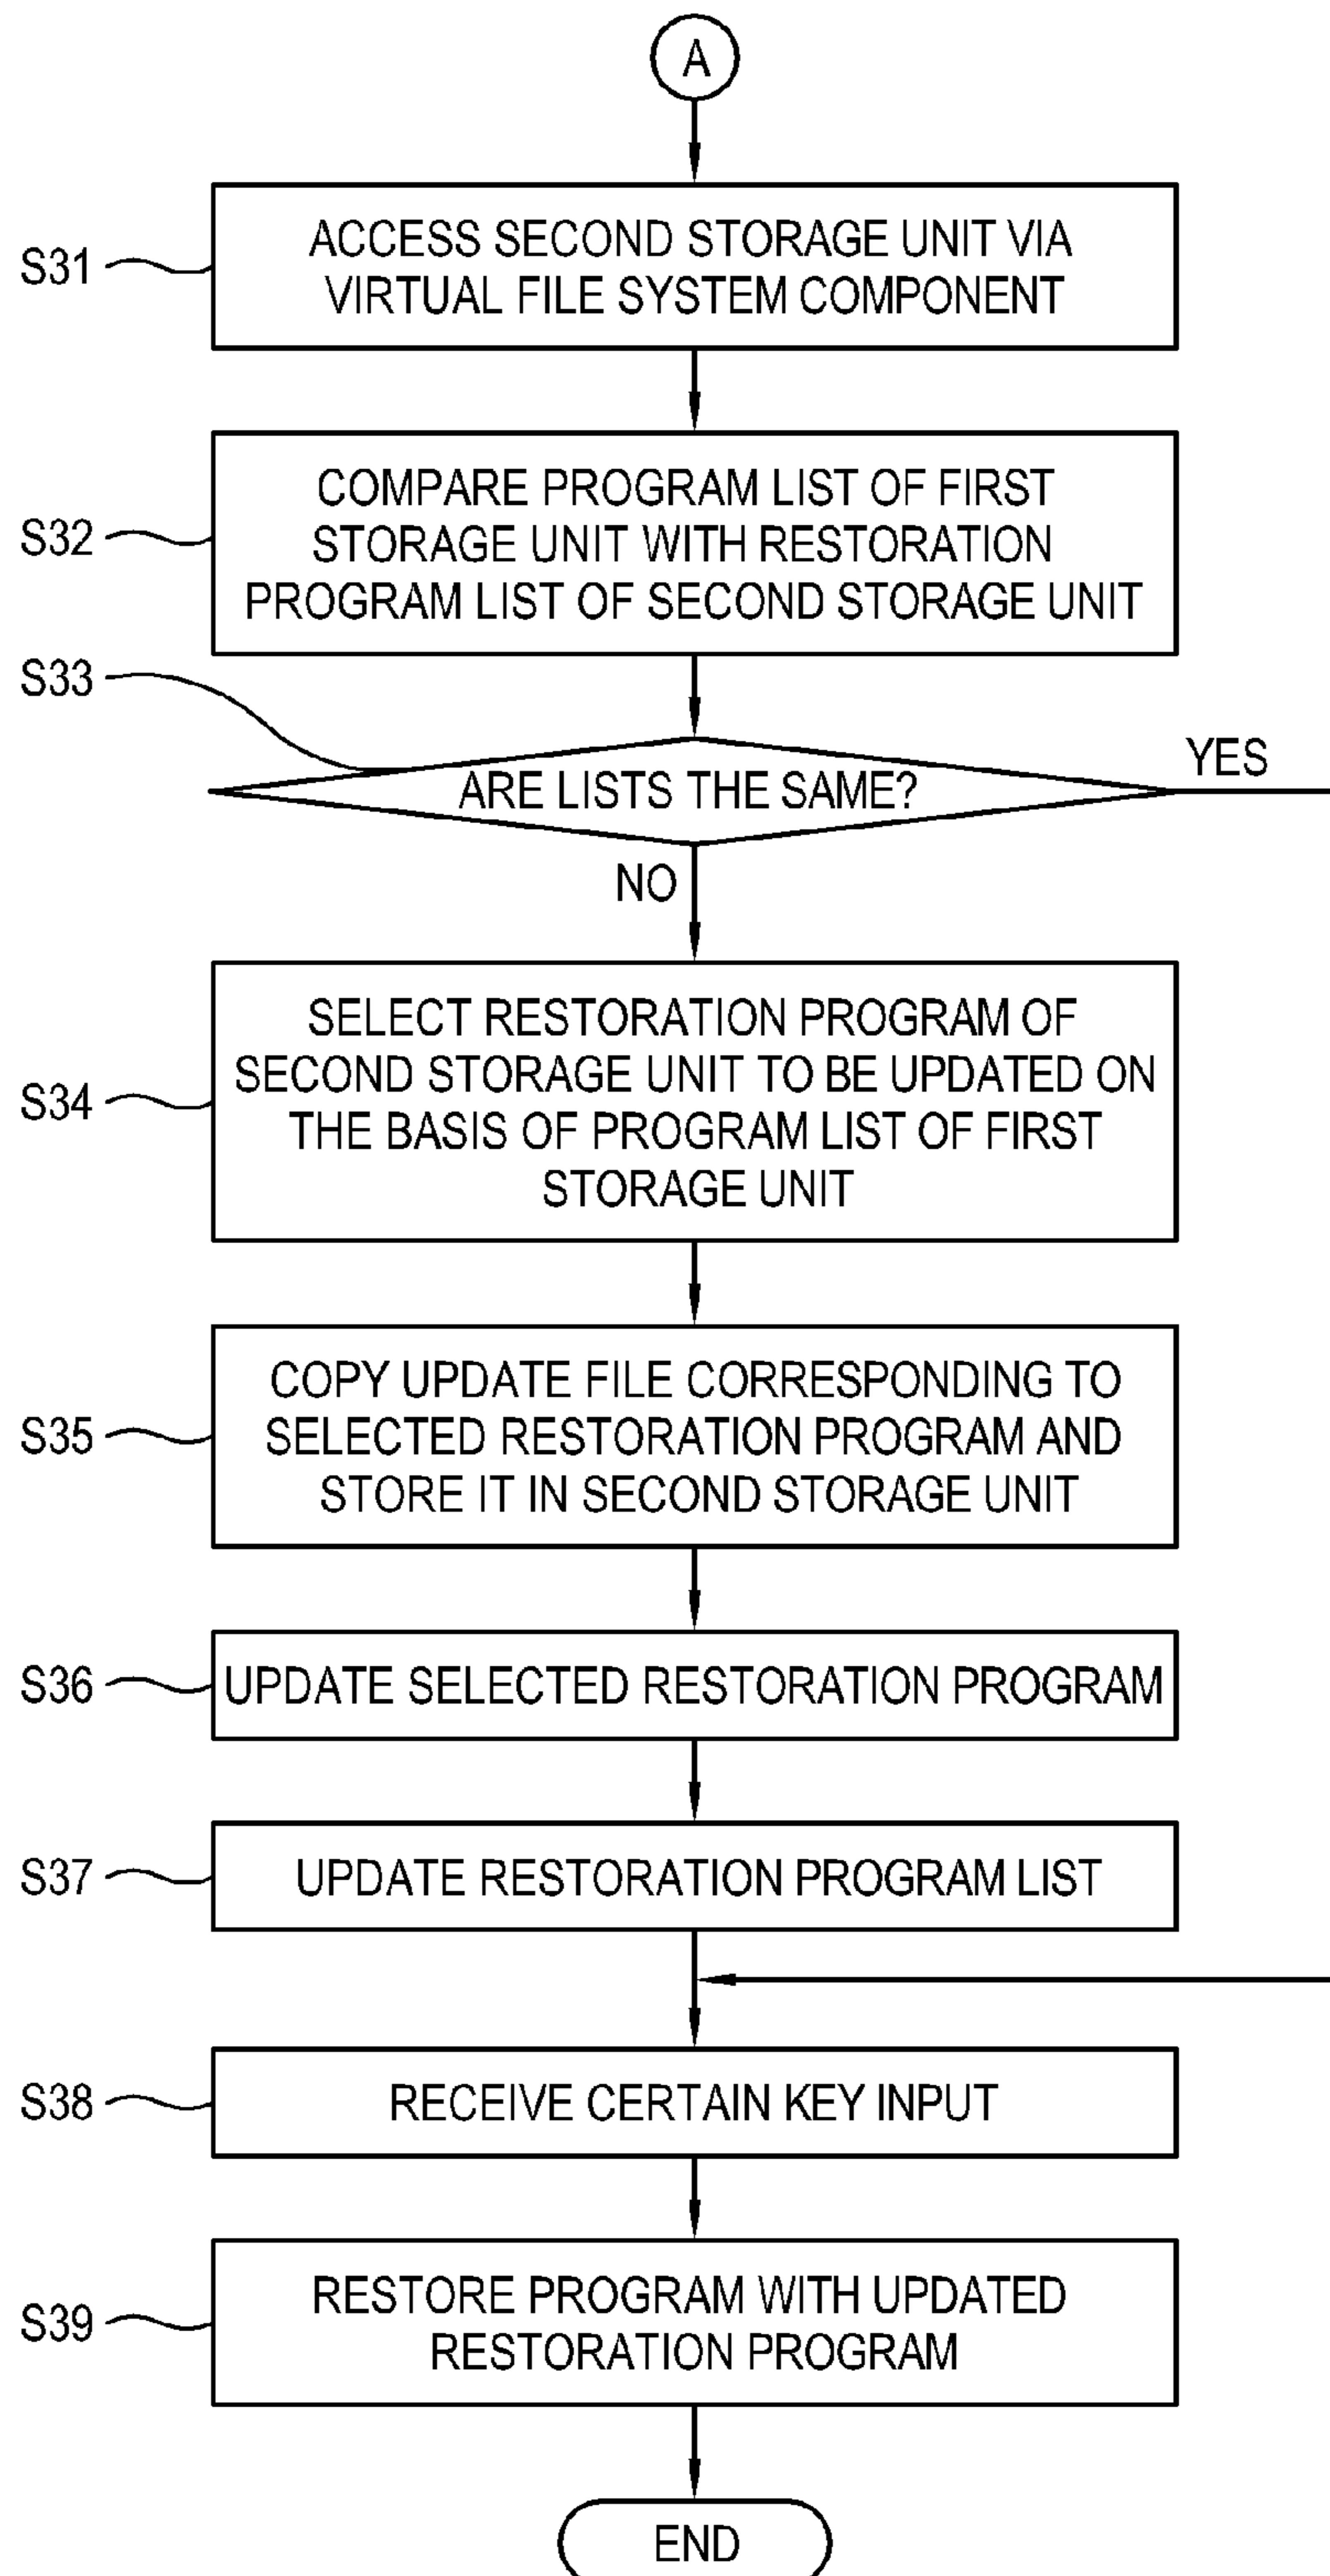 A
S31
ACCESS SECOND STORAGE UNIT VIA
VIRTUAL FILE SYSTEM COMPONENT
S32
COMPARE PROGRAM LIST OF FIRST
STORAGE UNIT WITH RESTORATION
PROGRAM LIST OF SECOND STORAGE UNIT
S33
ARE LISTS THE SAME?
YES
NO
S34
SELECT RESTORATION PROGRAM OF
SECOND STORAGE UNIT TO BE UPDATED ON
THE BASIS OF PROGRAM LIST OF FIRST
STORAGE UNIT
S35
COPY UPDATE FILE CORRESPONDING TO
SELECTED RESTORATION PROGRAM AND
STORE IT IN SECOND STORAGE UNIT
S36
UPDATE SELECTED RESTORATION PROGRAM
S37
UPDATE RESTORATION PROGRAM LIST
S38
RECEIVE CERTAIN KEY INPUT
S39
RESTORE PROGRAM WITH UPDATED
RESTORATION PROGRAM
END